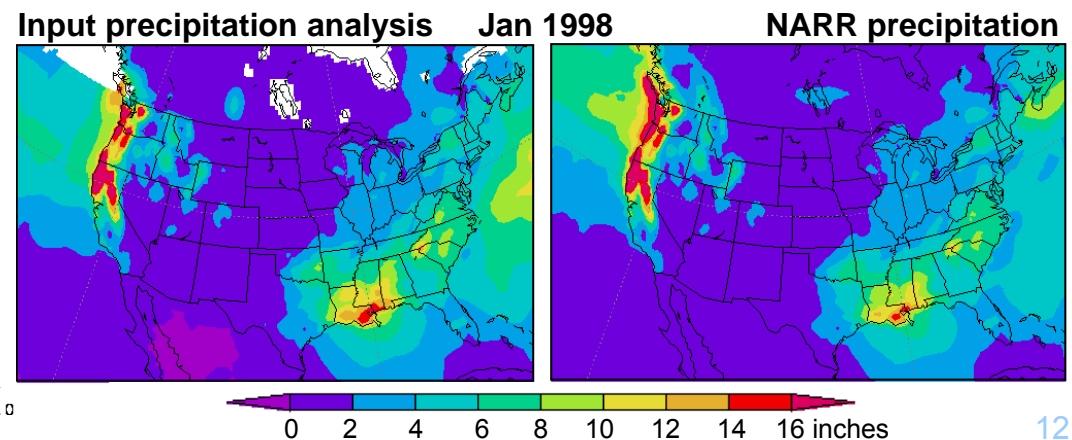 Input precipitation analysis Jan 1998 NARR precipitation
0 2 4 6 8 10 12 14 16 inches
12